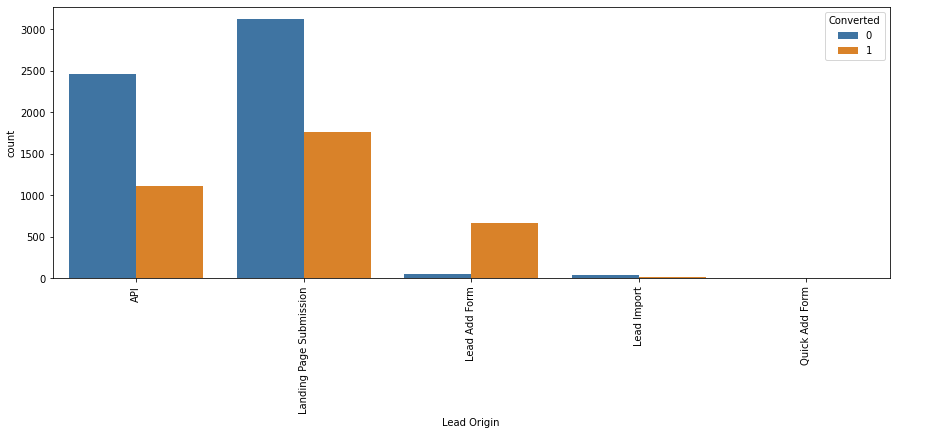 Converted
0
1
3000
2500
2000
1500
1000
500
0
count
API
Landing Page Submission
Lead Add Form
Lead Import
Quick Add Form
Lead Origin